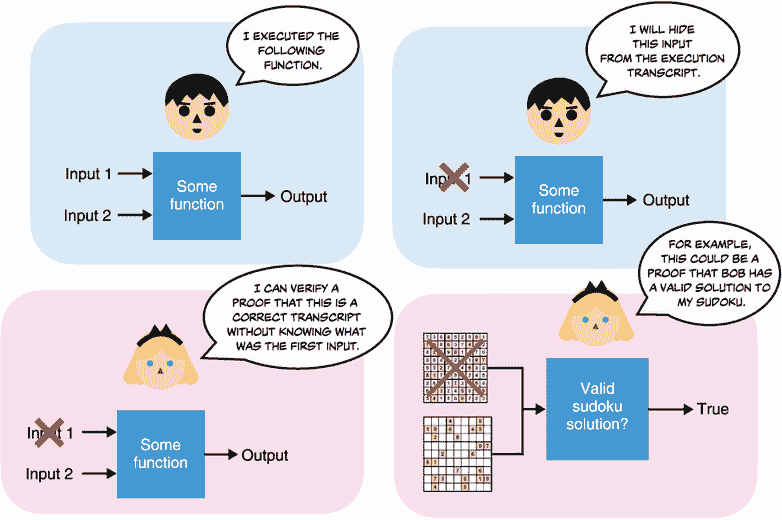 I EXECUTED THE
FOLLOWING
FUNCTION.
Input 1
Input 2
Some
function
Output
I WILL HIDE
THIS INPUT
FROM THE EXECUTION
TRANSCRIPT.
Input 1
Input 2
Some
function
Output
I CAN VERIFY A
PROOF THAT THIS IS A
CORRECT TRANSCRIPT
WITHOUT KNOWING WHAT
WAS THE FIRST INPUT.
Input 1
Input 2
Some
function
Output
FOR EXAMPLE,
THIS COULD BE A
PROOF THAT BOB HAS
A VALID SOLUTION TO
MY SUDOKU.
Valid
sudoku
solution?
True